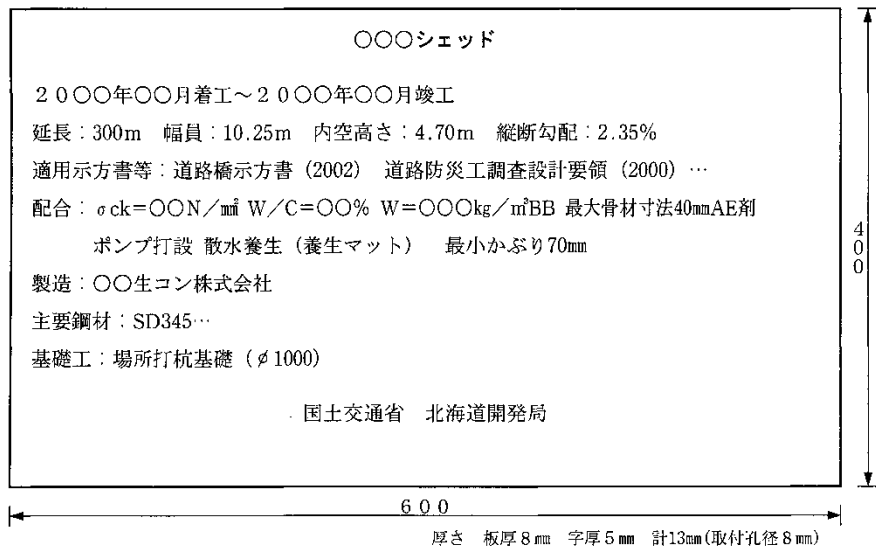 ○○○シェッド
２０○○年○○月着工～２０○○年○○月竣工
延長：300m　幅員：10.25m　内空高さ：4.70m　縦断勾配：2.35%
適用示方書等：道路橋示方書（2002）　道路防災工調査設計要領（2000）…
配合：σck＝○○N／㎟ W／C＝○○% W＝○○○kg／㎥BB 最大骨材寸法40mmAE剤
ポンプ打設 散水養生（養生マット）　最小かぶり70mm
製造：○○生コン株式会社
主要鋼材：SD345…
基礎工：場所打杭基礎（φ1000）
国土交通省　北海道開発局
400
600
厚さ　板厚8㎜　字厚5㎜　計13㎜(取付孔径8㎜)